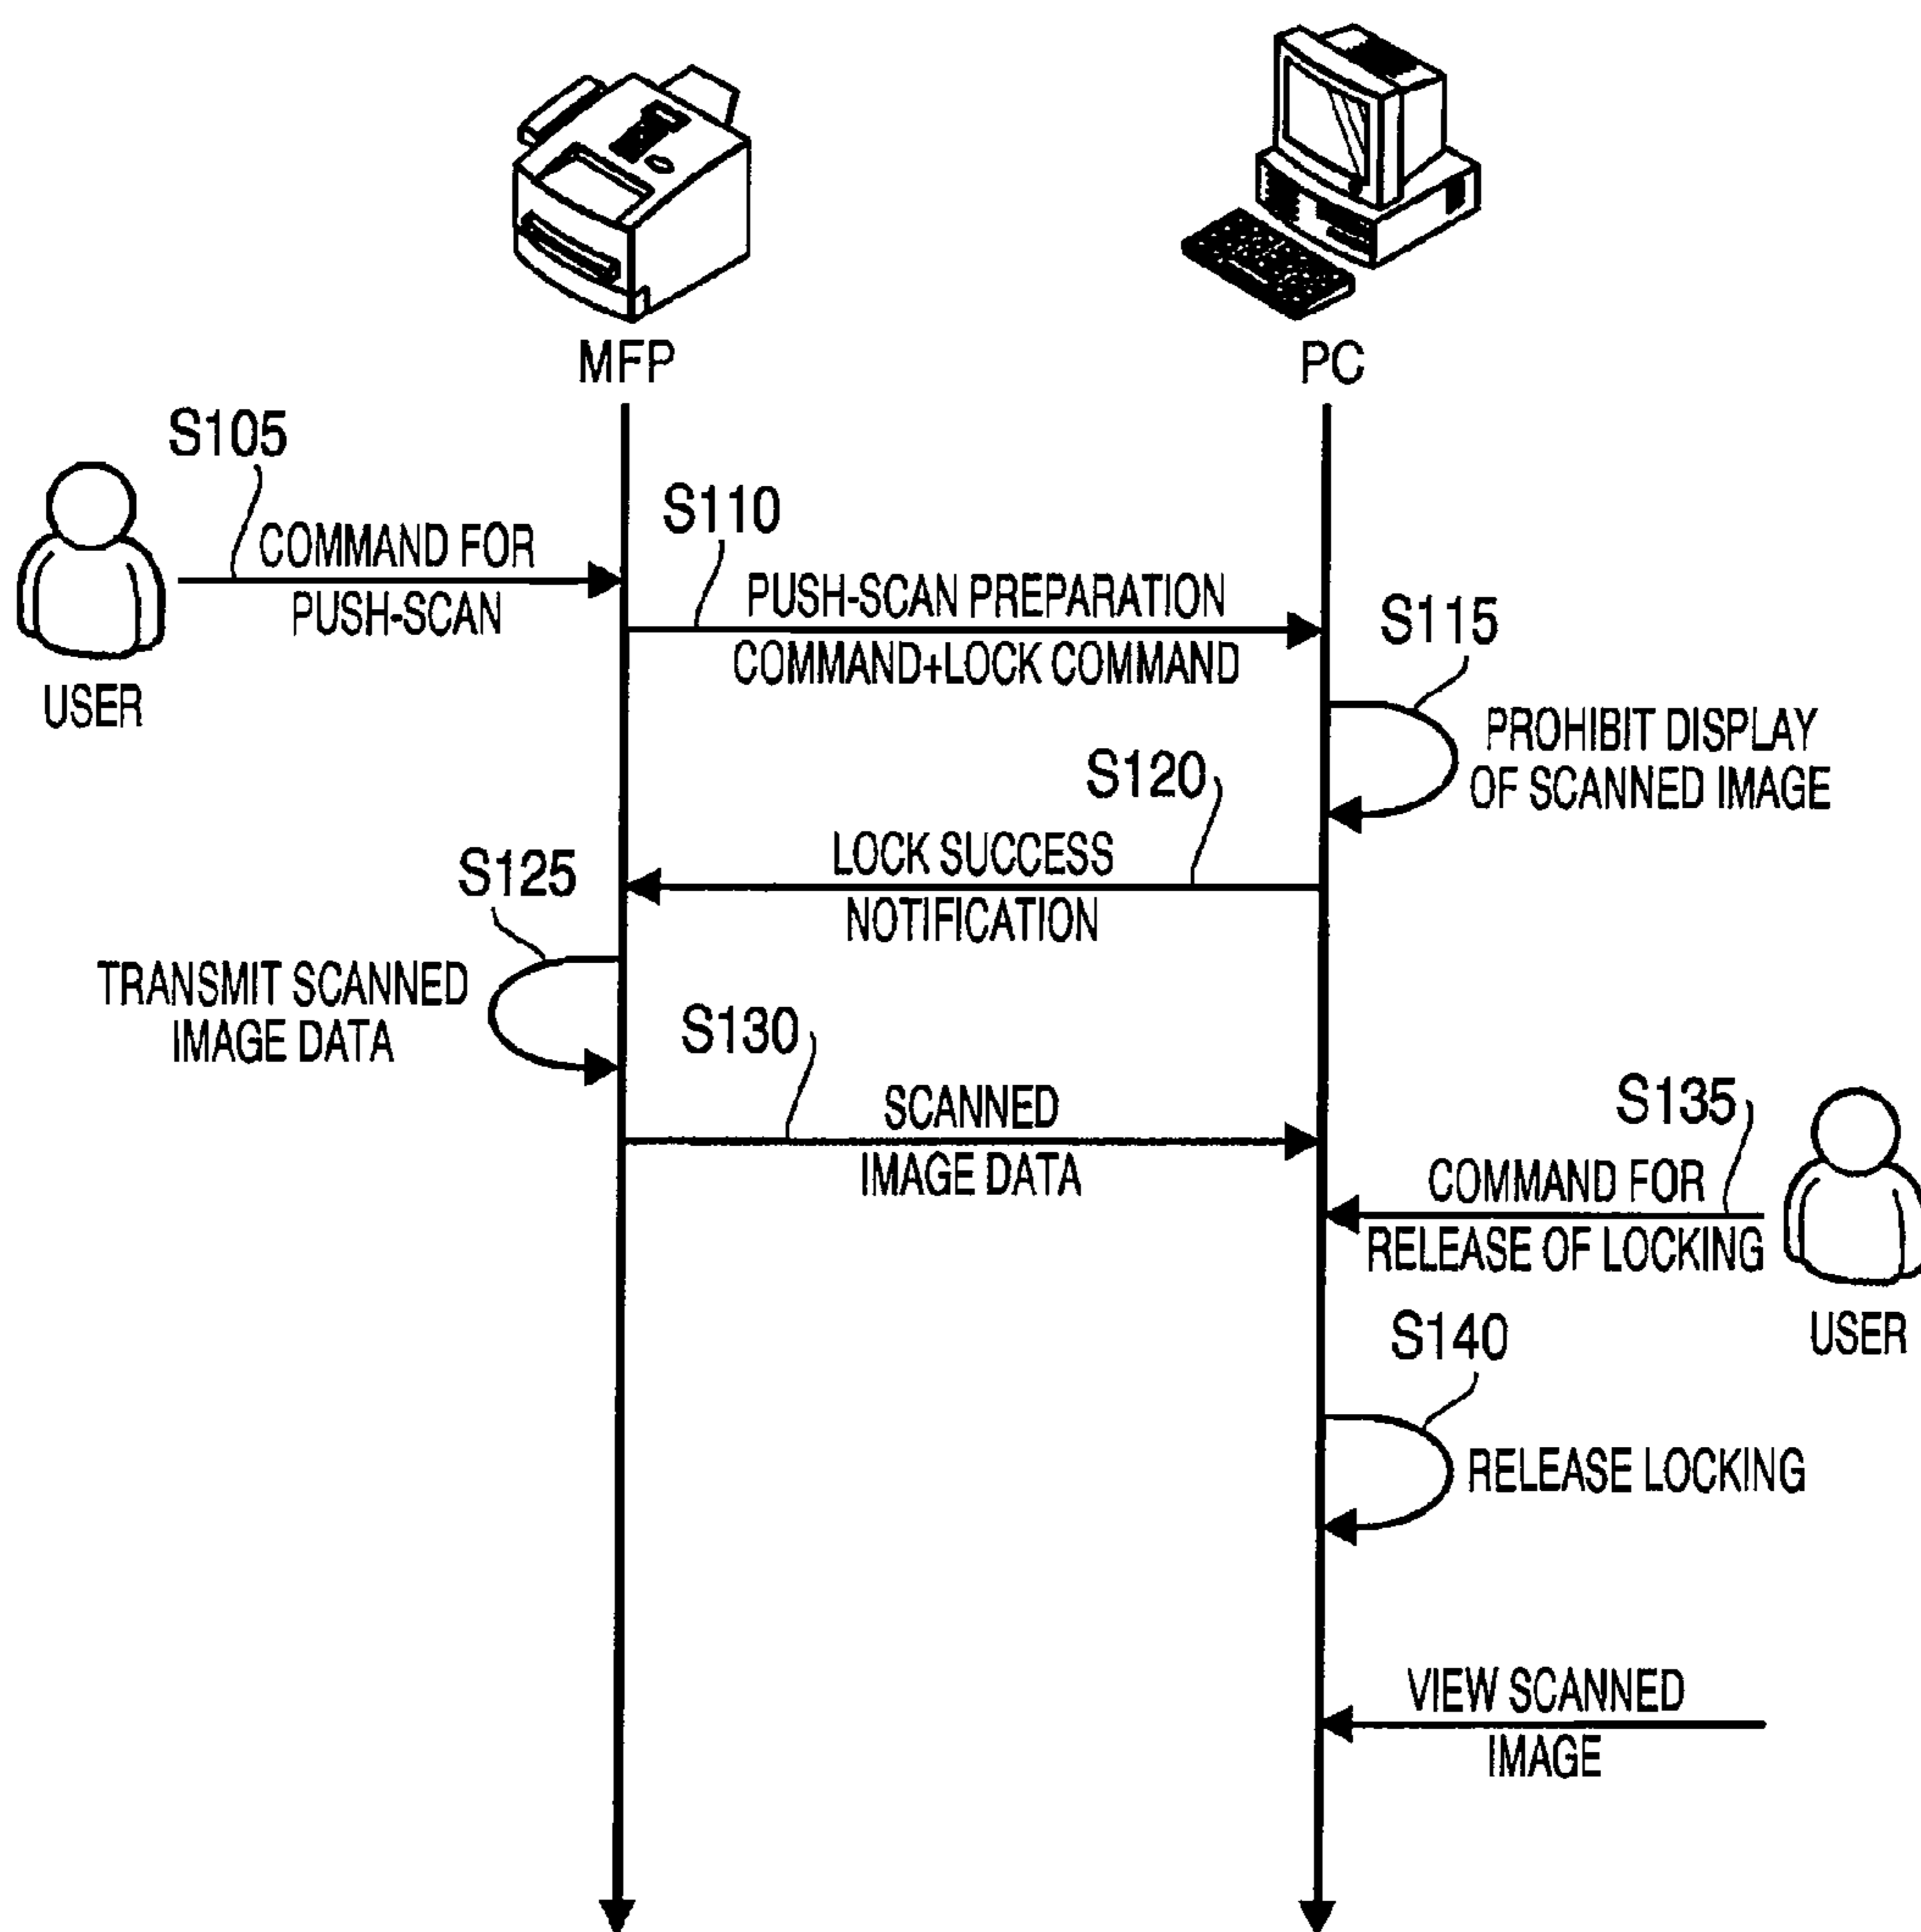 MFP
PC
S105
COMMAND FOR
PUSH-SCAN
USER
S110
PUSH-SCAN PREPARATION
COMMAND+LOCK COMMAND
S115
PROHIBIT DISPLAY
OF SCANNED IMAGE
S120
LOCK SUCCESS
NOTIFICATION
S125
TRANSMIT SCANNED
IMAGE DATA
S130
SCANNED
IMAGE DATA
S135
COMMAND FOR
RELEASE OF LOCKING
USER
S140
RELEASE LOCKING
VIEW SCANNED
IMAGE